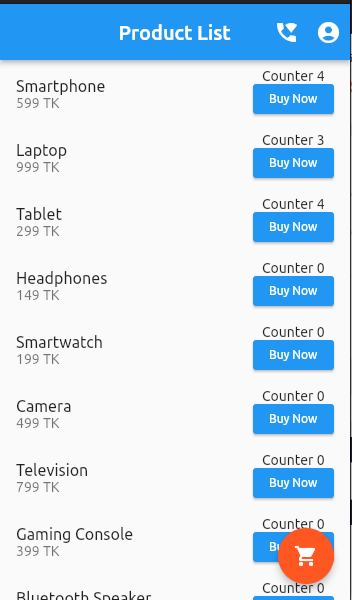 Product List
Smartphone
599 TK
Counter 4
Buy Now
Laptop
999 TK
Counter 3
Buy Now
Tablet
299 TK
Counter 4
Buy Now
Headphones
149 TK
Counter 0
Buy Now
Smartwatch
199 TK
Counter 0
Buy Now
Camera
499 TK
Counter 0
Buy Now
Television
799 TK
Counter 0
Buy Now
Gaming Console
399 TK
Counter 0
Bluetooth Speaker
Counter 0